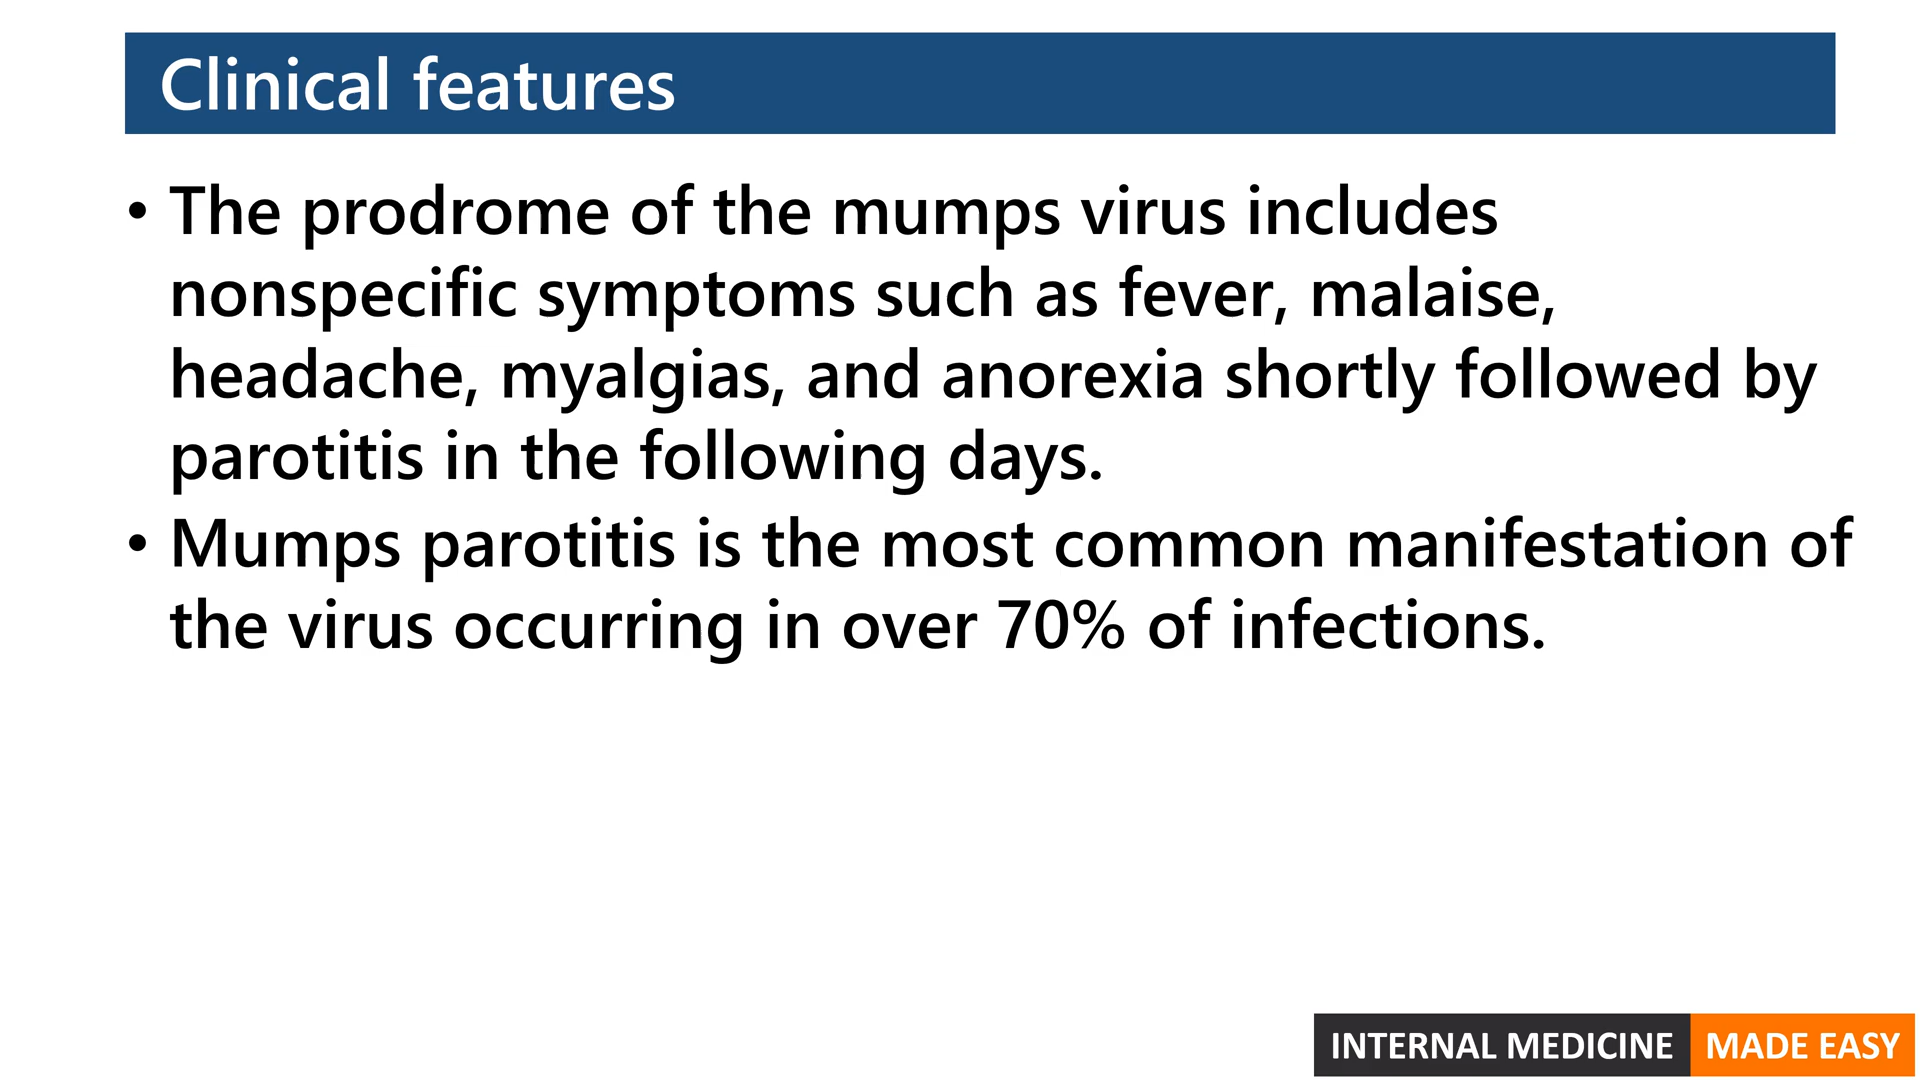 Clinical features
• The prodrome of the mumps virus includes
nonspecific symptoms such as fever, malaise,
headache, myalgias, and anorexia shortly followed by
parotitis in the following days.
• Mumps parotitis is the most common manifestation of
the virus occurring in over 70% of infections.
INTERNAL MEDICINE MADE EASY